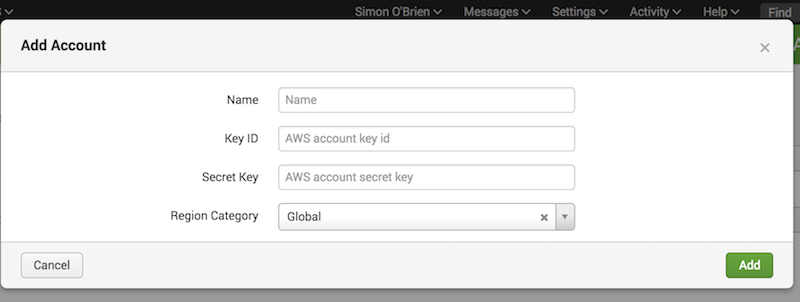 Simon O'Brien Messages Settings Activity Help Find
Add Account
Name Name
Key ID AWS account key id
Secret Key AWS account secret key
Region Category Global
Cancel Add